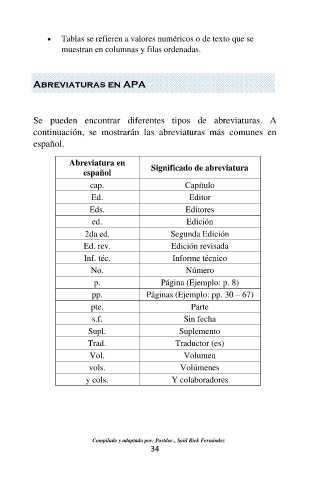 • Tablas se refieren a valores numéricos o de texto que se
muestran en columnas y filas ordenadas.
ABREVIATURAS EN APA
Se pueden encontrar diferentes tipos de abreviaturas. A
continuación, se mostrarán las abreviaturas más comunes en
español.
Abreviatura en español Significado de abreviatura
cap. Capítulo
Ed. Editor
Eds. Editores
ed. Edición
2da ed. Segunda Edición
Ed. rev. Edición revisada
Inf. téc. Informe técnico
No. Número
p. Página (Ejemplo: p. 8)
pp. Páginas (Ejemplo: pp. 30 – 67)
pte. Parte
s.f. Sin fecha
Supl. Suplemento
Trad. Traductor (es)
Vol. Volumen
vols. Volúmenes
y cols. Y colaboradores
Compilado y adaptado por: Postdoc., Saúl Rick Fernández
34